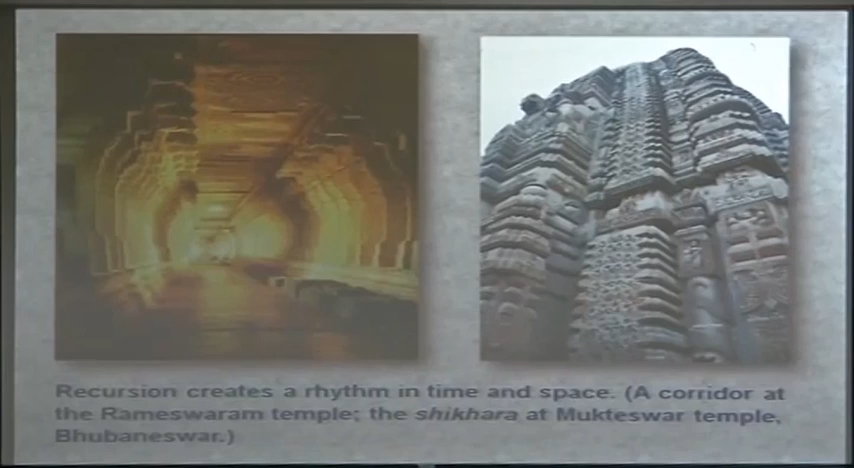 Recursion creates a rhythm in time and space. (A corridor at
the Rameswaram temple; the shikhara at Mukteswar temple,
Bhubaneswar.)